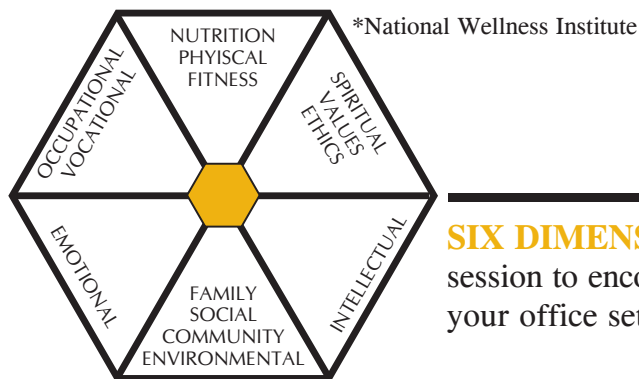 *National Wellness Institute
NUTRITION
PHYISCAL
FITNESS
SPIRITUAL
VALUES
ETHICS
OCCUPATIONAL
VOCATIONAL
EMOTIONAL
FAMILY
SOCIAL
COMMUNITY
ENVIRONMENTAL
INTELLECTUAL
SIX DIMENS
session to enco
your office set